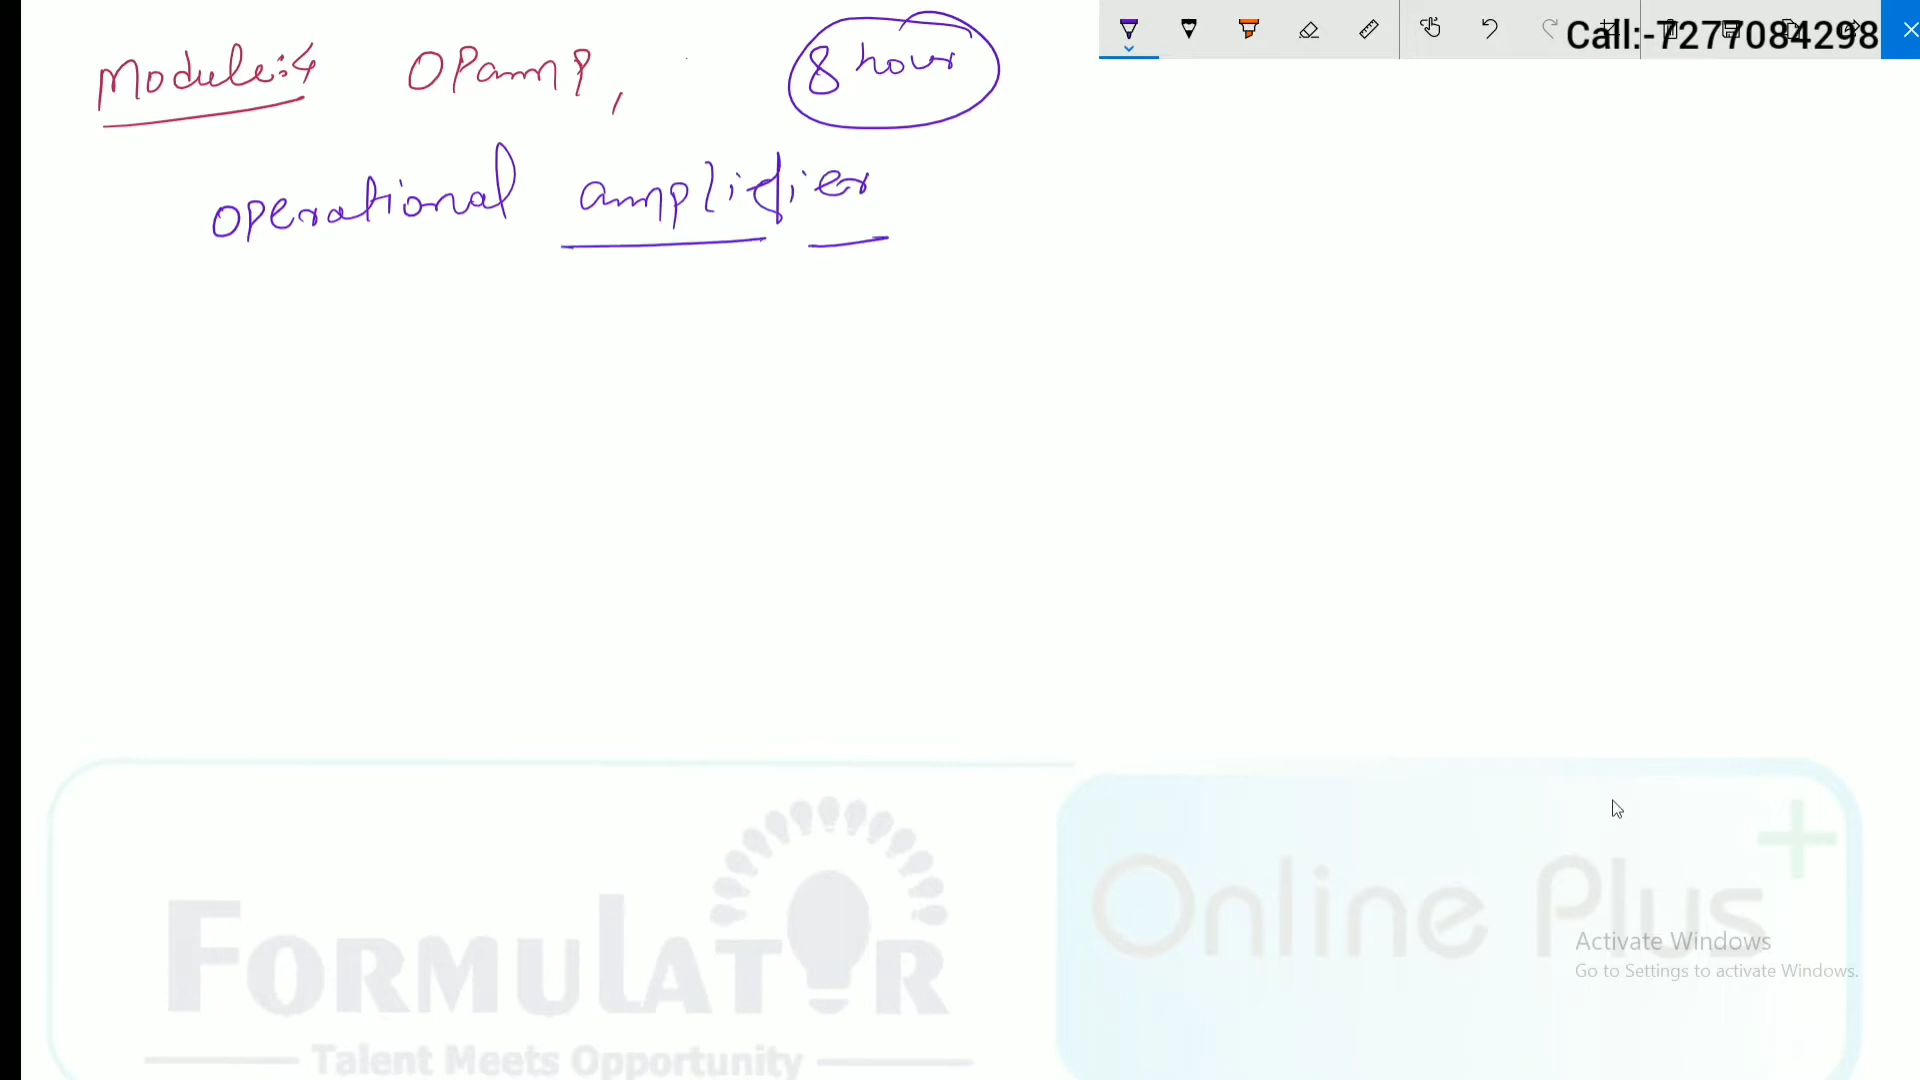 Module:4 OPamp, 8 hour
Call:-7277084298
operational amplifier
FORMULATOR
Talent Meets Opportunity
Online Plus+
Activate Windows
Go to Settings to activate Windows.